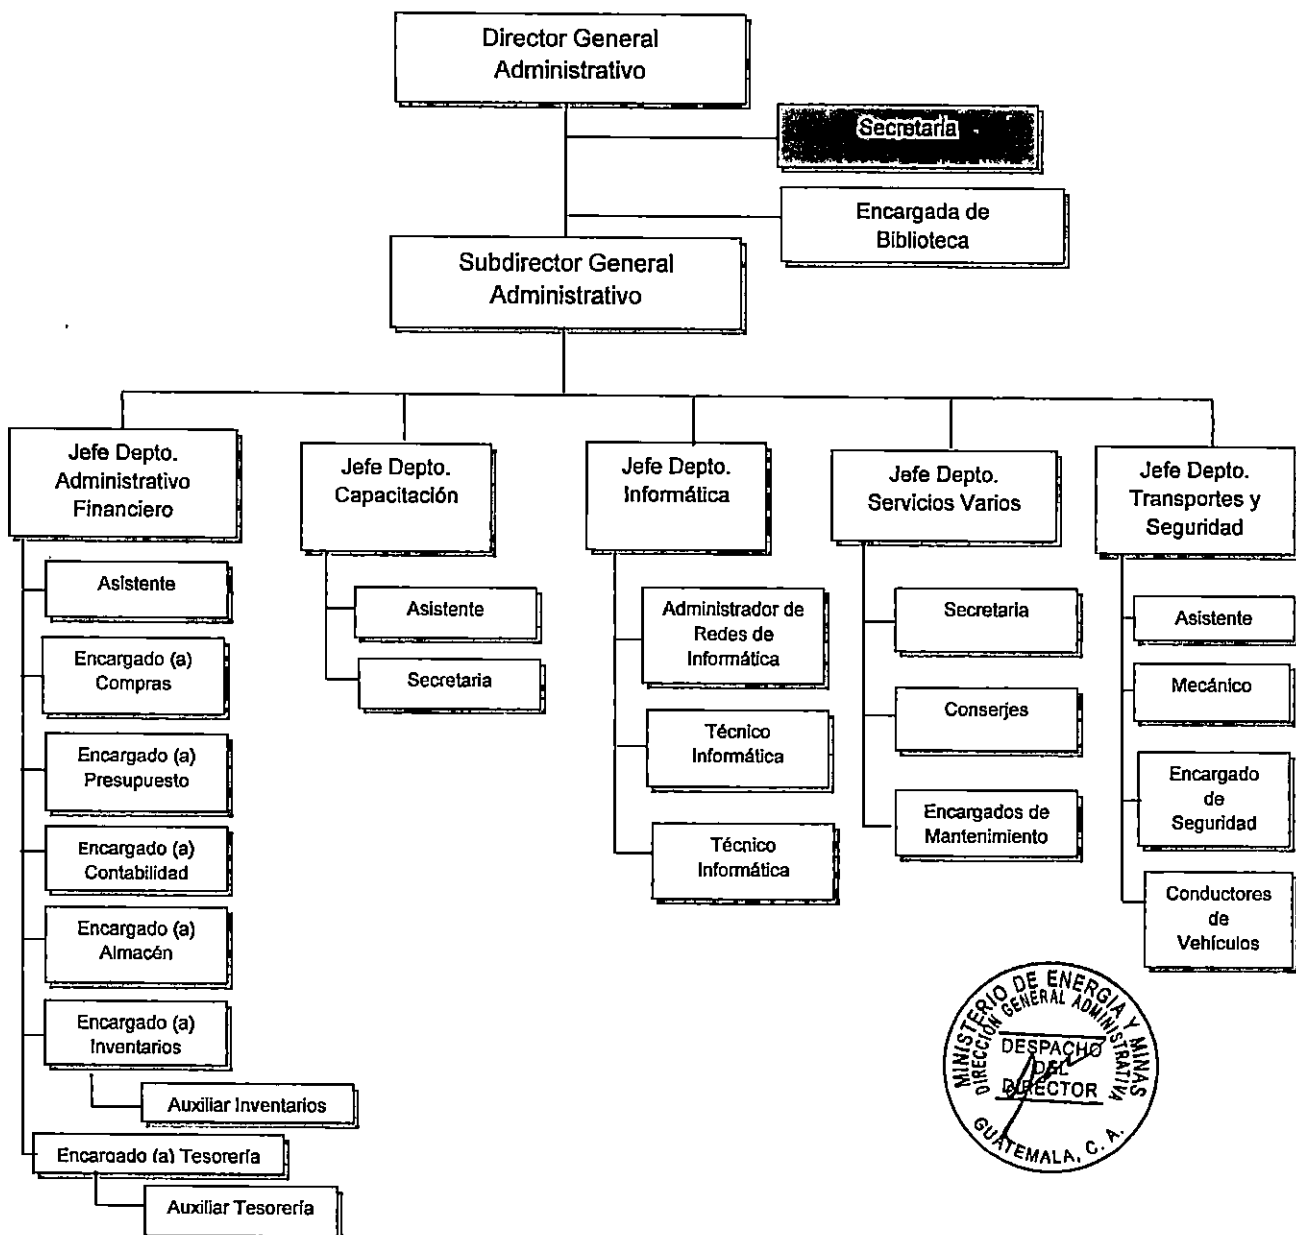 Director General
Administrativo
Secretaria
Encargada de
Biblioteca
Subdirector General
Administrativo
Jefe Depto.
Administrativo
Financiero
Jefe Depto.
Capacitación
Jefe Depto.
Informática
Jefe Depto.
Servicios Varios
Jefe Depto.
Transportes y
Seguridad
Asistente
Encargado (a)
Compras
Encargado (a)
Presupuesto
Encargado (a)
Contabilidad
Encargado (a)
Almacén
Encargado (a)
Inventarios
Auxiliar Inventarios
Encargado (a) Tesorería
Auxiliar Tesorería
Asistente
Secretaria
Administrador de
Redes de
Informática
Técnico
Informática
Técnico
Informática
Secretaria
Conserjes
Encargados de
Mantenimiento
Asistente
Mecánico
Encargado
de
Seguridad
Conductores
de
Vehículos
MINISTERIO DE ENERGIA Y MINAS
DIRECCIÓN GENERAL ADMINISTRATIVA
DESPACHO
DEL
DIRECTOR
GUATEMALA, C. A.